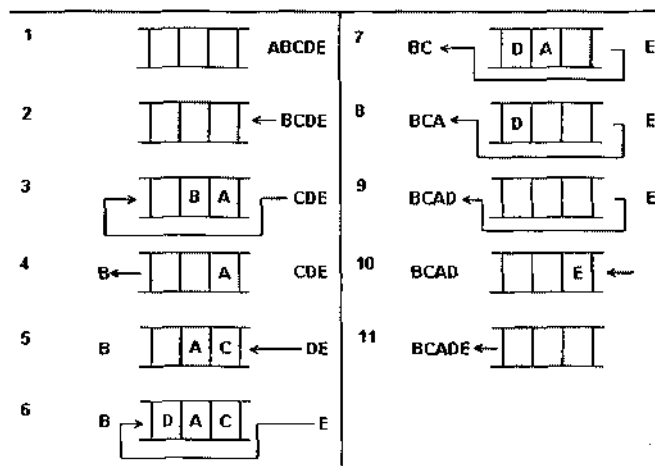 1 ABCDE
2 BCDE
3 B A CDE
4 B A CDE
5 B A C DE
6 B D A C E
7 BC D A E
8 BCA D E
9 BCAD E
10 BCAD E
11 BCADE